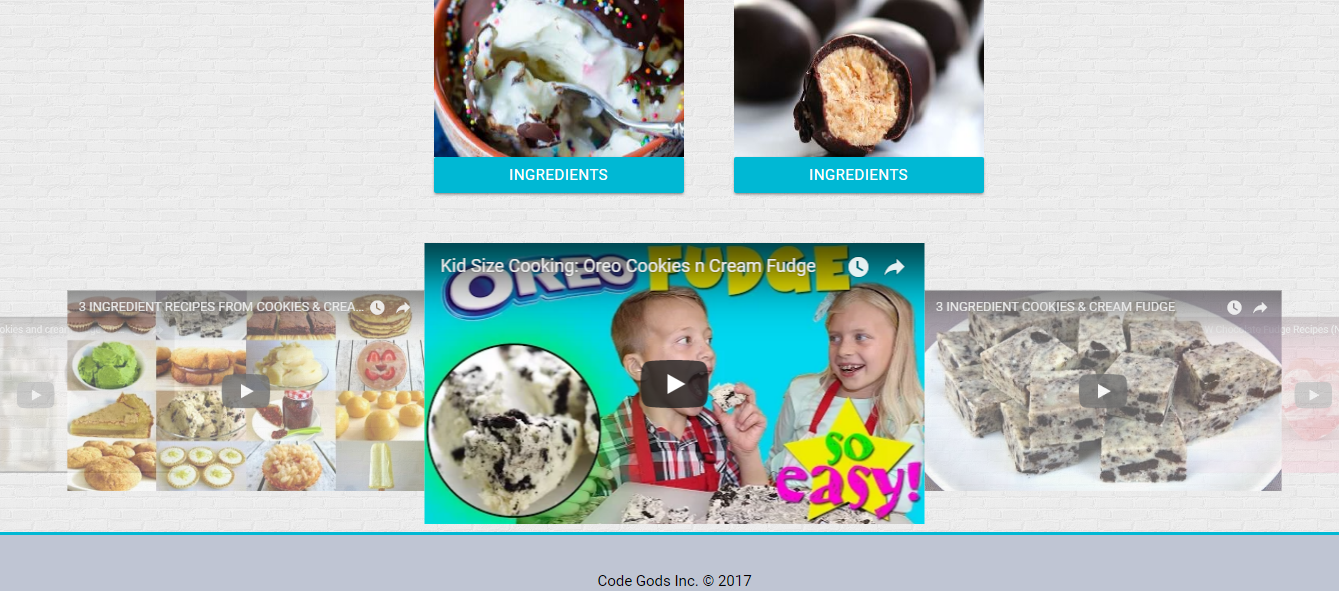 INGREDIENTS
INGREDIENTS
Kid Size Cooking: Oreo Cookies n Cream Fudge
OREO FUDGE
3 INGREDIENT RECIPES FROM COOKIES & CREA...
3 INGREDIENT COOKIES & CREAM FUDGE
okies and crea
Fudge Recipes (N
so
easy!
Code Gods Inc. © 2017